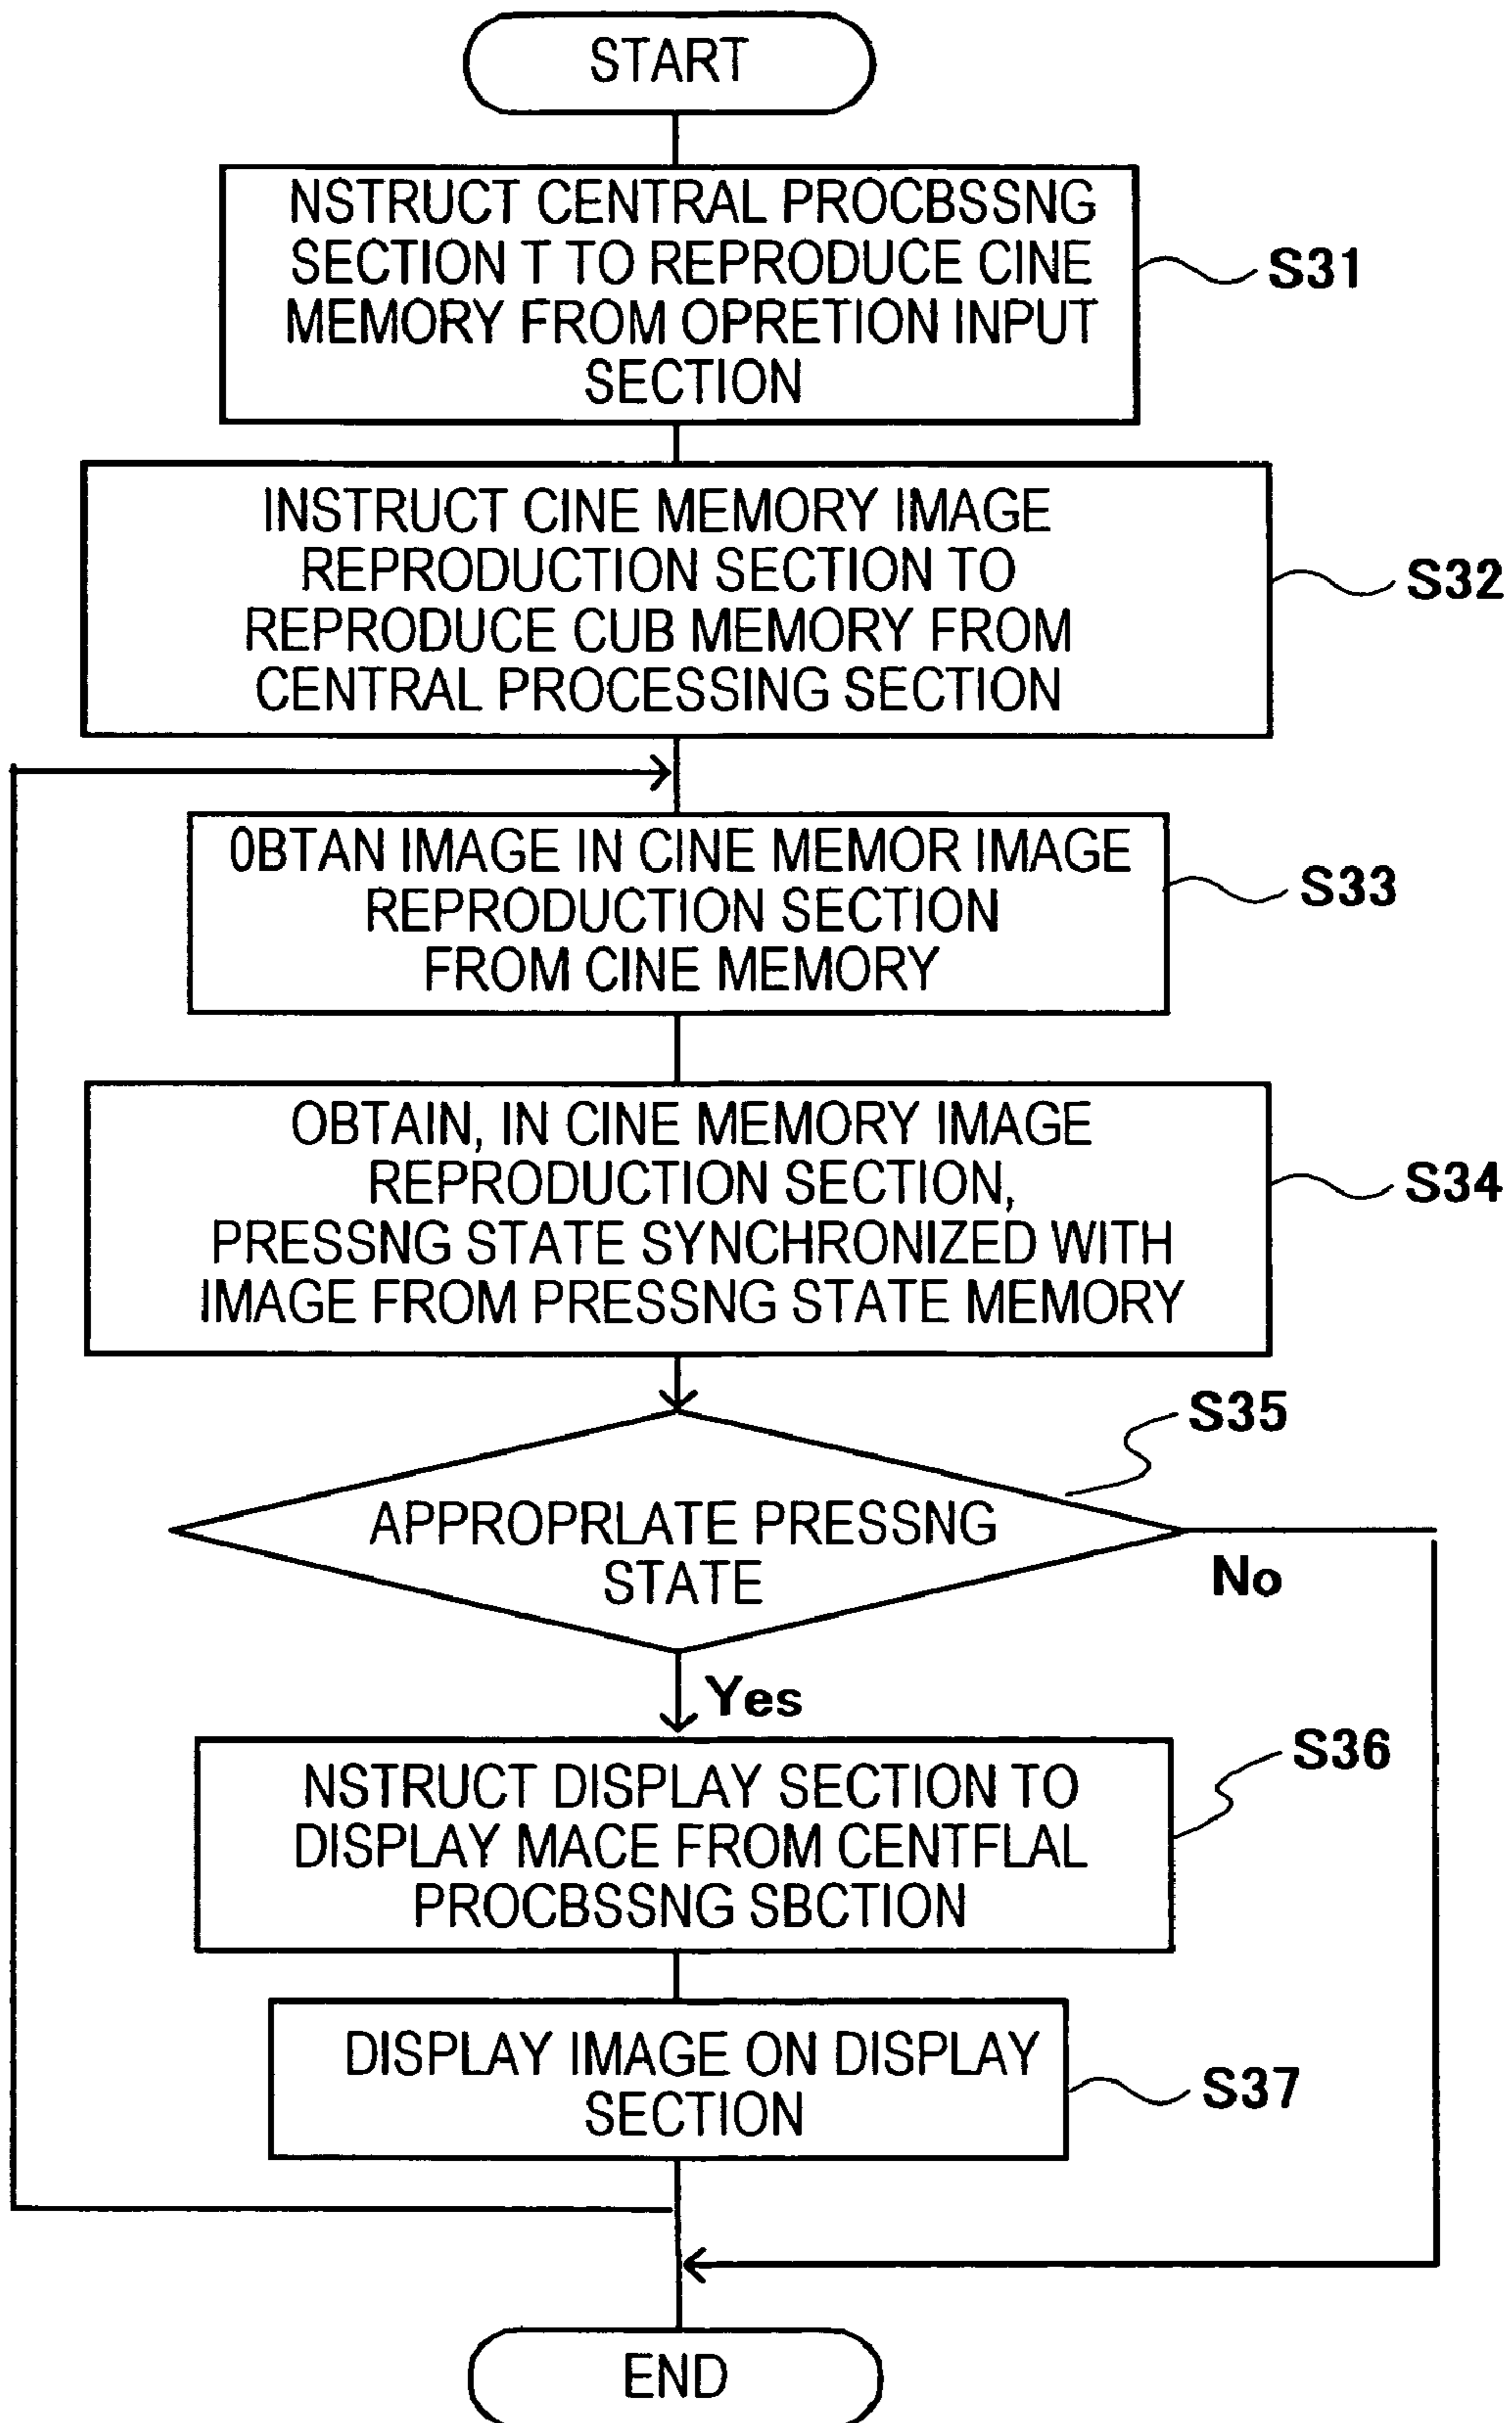 START
NSTRUCT CENTRAL PROCBSSNG
SECTION T TO REPRODUCE CINE
MEMORY FROM OPRETION INPUT
SECTION
S31
INSTRUCT CINE MEMORY IMAGE
REPRODUCTION SECTION TO
REPRODUCE CUB MEMORY FROM
CENTRAL PROCESSING SECTION
S32
0BTAN IMAGE IN CINE MEMOR IMAGE
REPRODUCTION SECTION
FROM CINE MEMORY
S33
OBTAIN, IN CINE MEMORY IMAGE
REPRODUCTION SECTION,
PRESSNG STATE SYNCHRONIZED WITH
IMAGE FROM PRESSNG STATE MEMORY
S34
S35
APPROPRLATE PRESSNG
STATE
No
Yes
NSTRUCT DISPLAY SECTION TO
DISPLAY MACE FROM CENTFLAL
PROCBSSNG SBCTION
S36
DISPLAY IMAGE ON DISPLAY
SECTION
S37
END